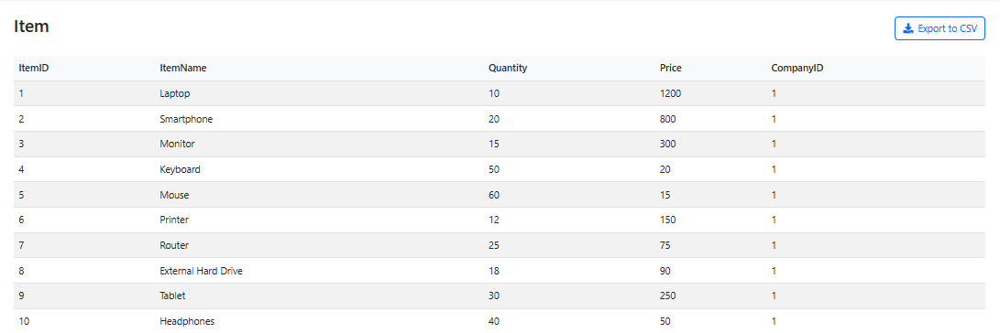 Item
Export to CSV
ItemID ItemName Quantity Price CompanyID
1 Laptop 10 1200 1
2 Smartphone 20 800 1
3 Monitor 15 300 1
4 Keyboard 50 20 1
5 Mouse 60 15 1
6 Printer 12 150 1
7 Router 25 75 1
8 External Hard Drive 18 90 1
9 Tablet 30 250 1
10 Headphones 40 50 1